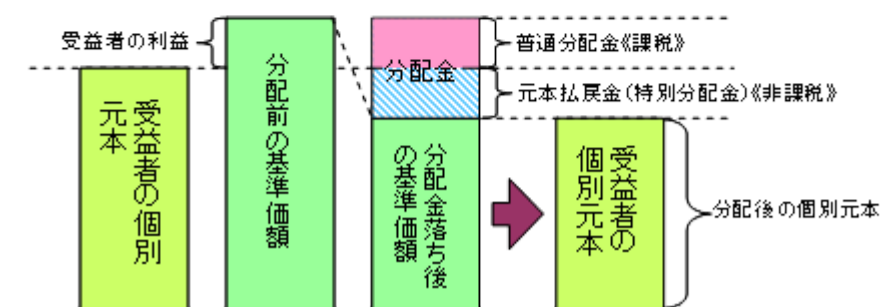 受益者の利益
普通分配金《課税》
分配金
元本払戻金(特別分配金)《非課税》
受益者の個別
元本
分配前の基準価額
分配金落ち後
の基準価額
受益者の
個別元本
分配後の個別元本